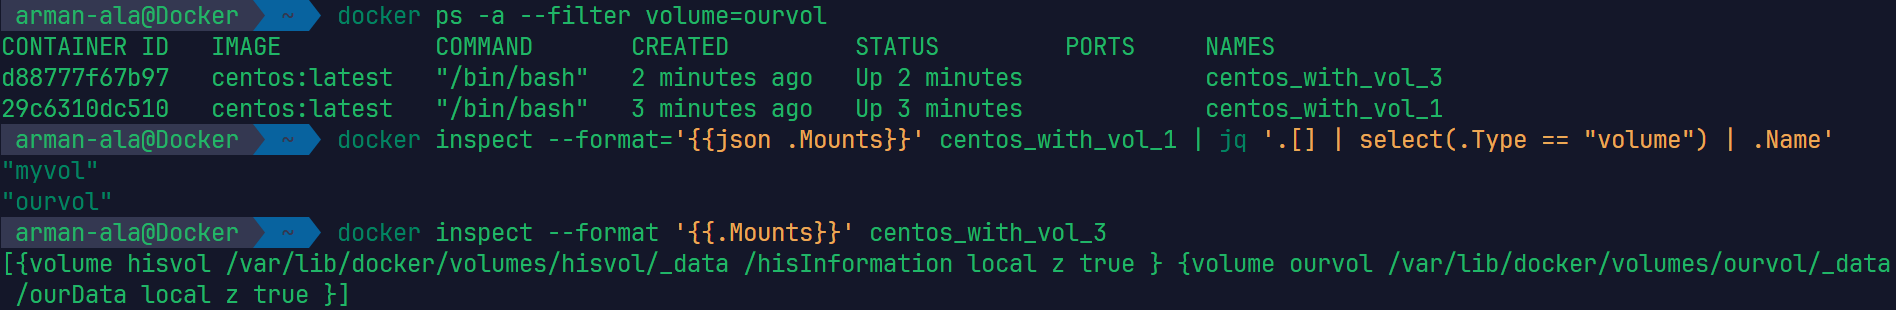 arman-ala@Docker ~ docker ps -a --filter volume=ourvol
CONTAINER ID IMAGE COMMAND CREATED STATUS PORTS NAMES
d88777f67b97 centos:latest "/bin/bash" 2 minutes ago Up 2 minutes centos_with_vol_3
29c6310dc510 centos:latest "/bin/bash" 3 minutes ago Up 3 minutes centos_with_vol_1
arman-ala@Docker ~ docker inspect --format='{{json .Mounts}}' centos_with_vol_1 | jq '.[] | select(.Type == "volume") | .Name'
"myvol"
"ourvol"
arman-ala@Docker ~ docker inspect --format '{{.Mounts}}' centos_with_vol_3
[{volume hisvol /var/lib/docker/volumes/hisvol/_data /hisInformation local z true } {volume ourvol /var/lib/docker/volumes/ourvol/_data
/ourData local z true }]